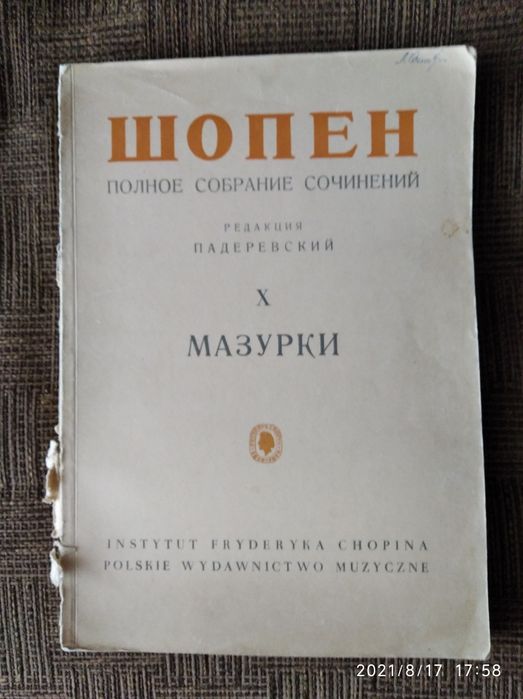 ШОПЕН
ПОЛНОЕ СОБРАНИЕ СОЧИНЕНИЙ
РЕДАКЦИЯ
ПАДЕРЕВСКИЙ
X
МАЗУРКИ
INSTYTUT FRYDERYKA CHOPINA
POLSKIE WYDAWNICTWO MUZYCZNE
2021/8/17 17:58